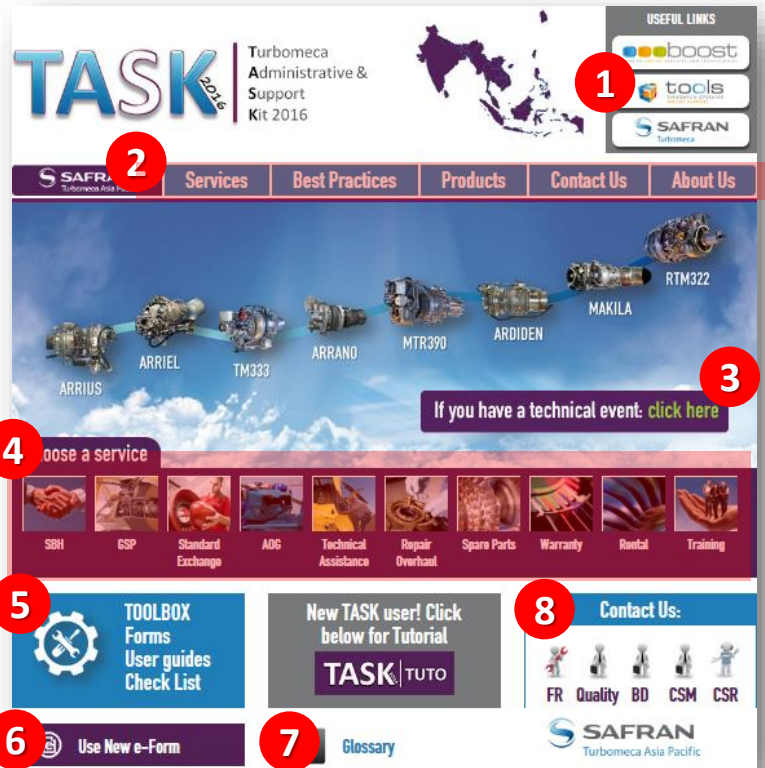 USEFUL LINKS
boost
1
tools
SAFRAN
Turbomeca
TASK
2016
Turbomeca
Administrative &
Support
Kit 2016
2
SAFRA
Turbomeca Asia Pa
Services
Best Practices
Products
Contact Us
About Us
RTM322
MAKILA
ARDIDEN
MTR390
ARRANO
TM333
ARRIEL
ARRIUS
3
If you have a technical event: click here
4
oose a service
SBH
GSP
Standard
Exchange
AOG
Technical
Assistance
Repair
Overhaul
Spare Parts
Warranty
Rental
Training
5
TOOLBOX
Forms
User guides
Check List
New TASK user! Click
below for Tutorial
TASK TUTO
8
Contact Us:
FR
Quality
BD
CSM
CSR
6
Use New e-Form
7
Glossary
SAFRAN
Turbomeca Asia Pacific